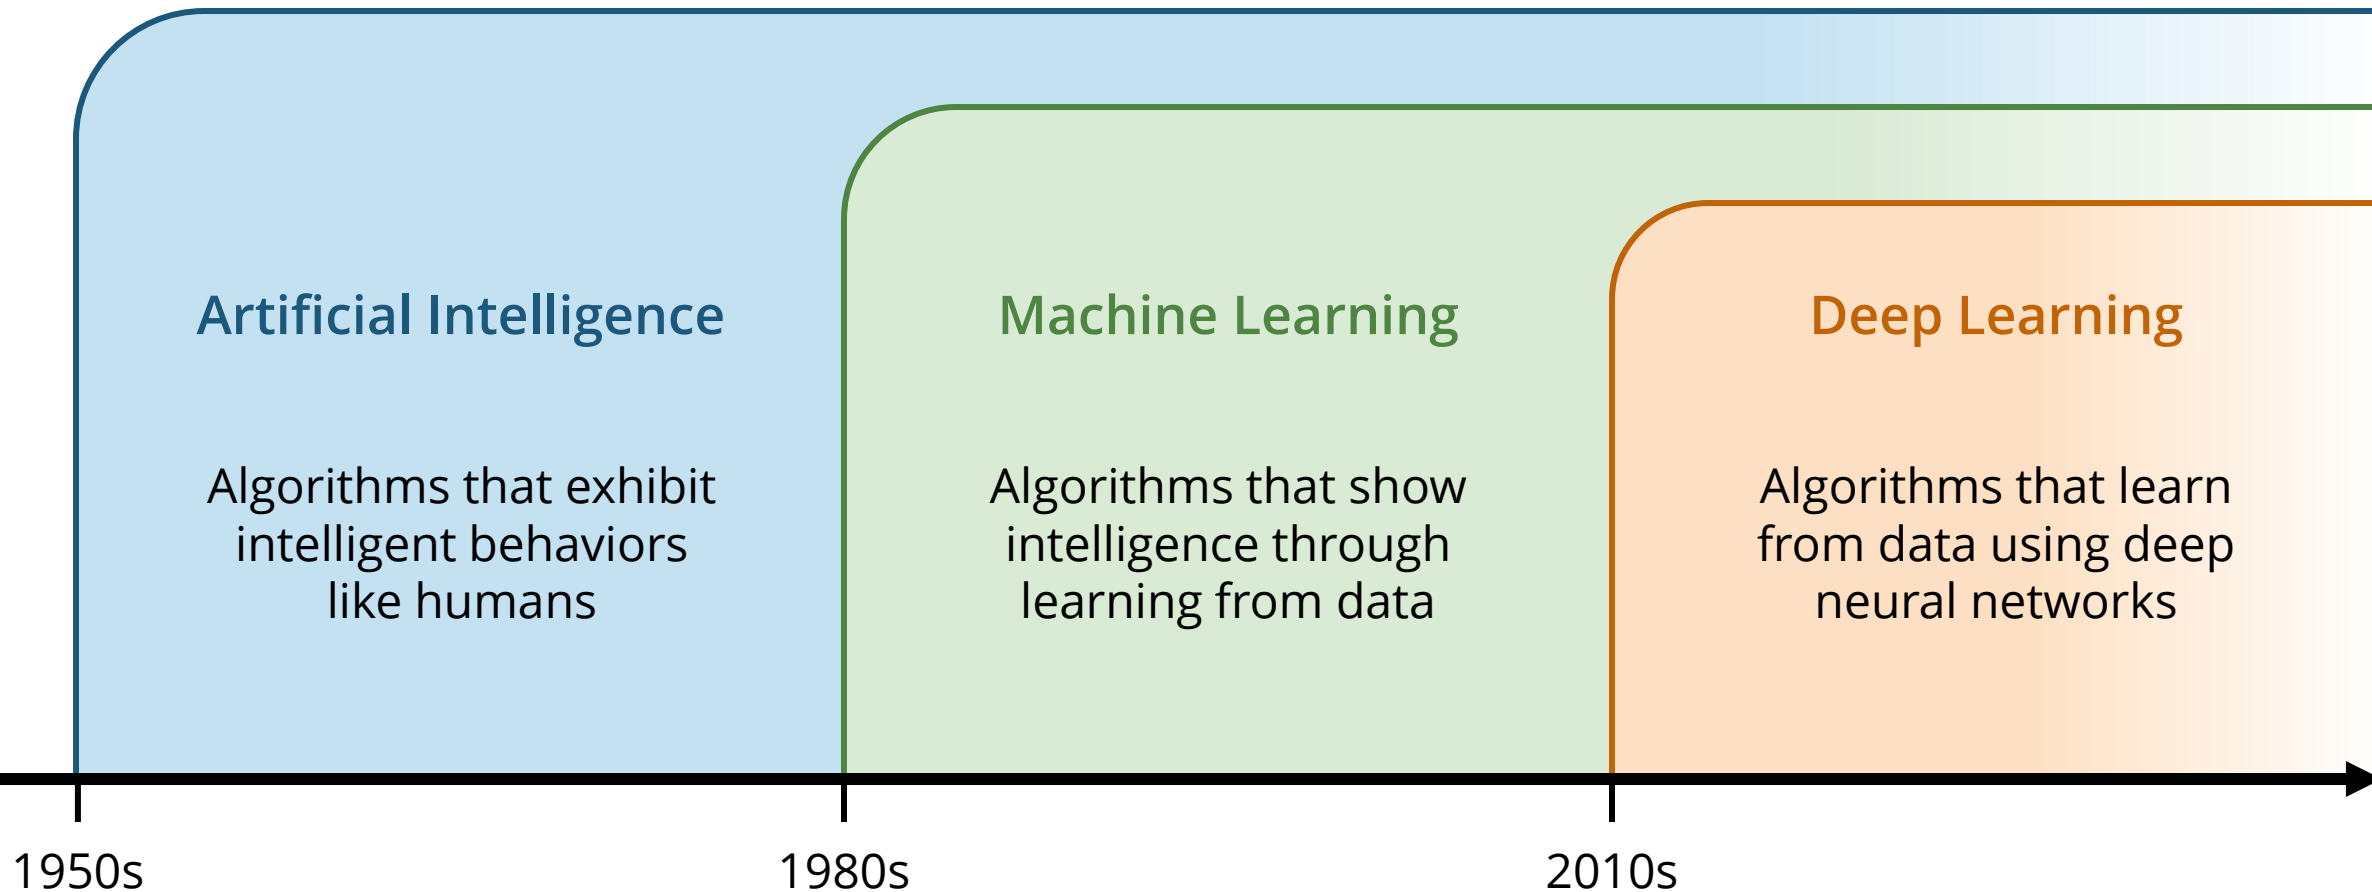 Artificial Intelligence
Algorithms that exhibit
intelligent behaviors
like humans
Machine Learning
Algorithms that show
intelligence through
learning from data
Deep Learning
Algorithms that learn
from data using deep
neural networks
1950s
1980s
2010s